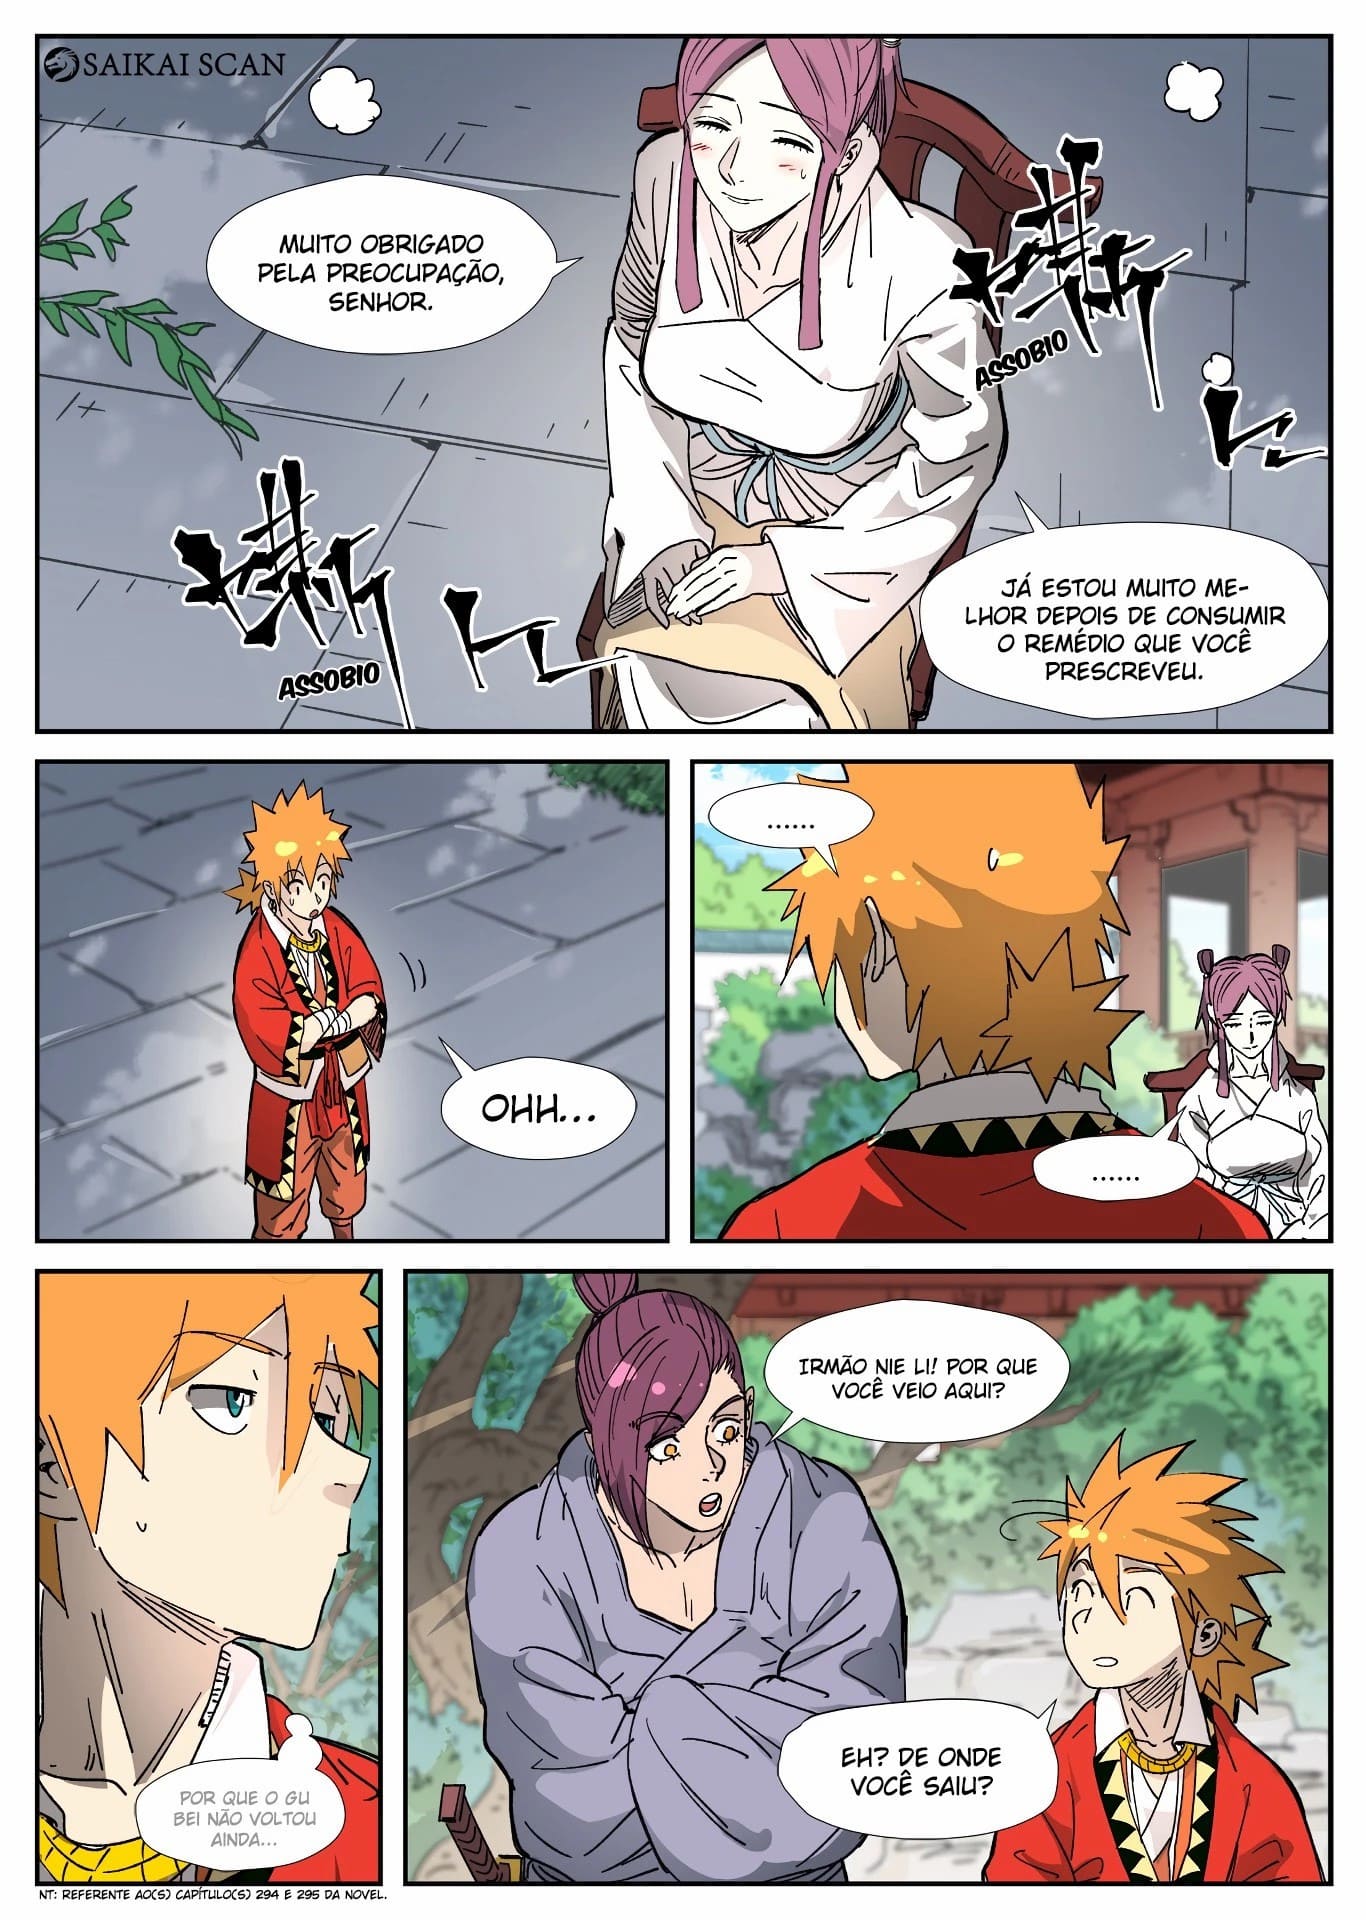 SAIKAI SCAN
MUITO OBRIGADO
PELA PREOCUPAÇÃO,
SENHOR.
ASSOBIO
ASSOBIO
JÁ ESTOU MUITO ME-
LHOR DEPOIS DE CONSUMIR
O REMÉDIO QUE VOCÊ
PRESCREVEU.
OHH...
......
......
POR QUE O GU
BEI NÃO VOLTOU
AINDA...
IRMÃO NIE LI! POR QUE
VOCÊ VEIO AQUI?
EH? DE ONDE
VOCÊ SAIU?
NT: REFERENTE AO(S) CAPÍTULO(S) 294 E 295 DA NOVEL.